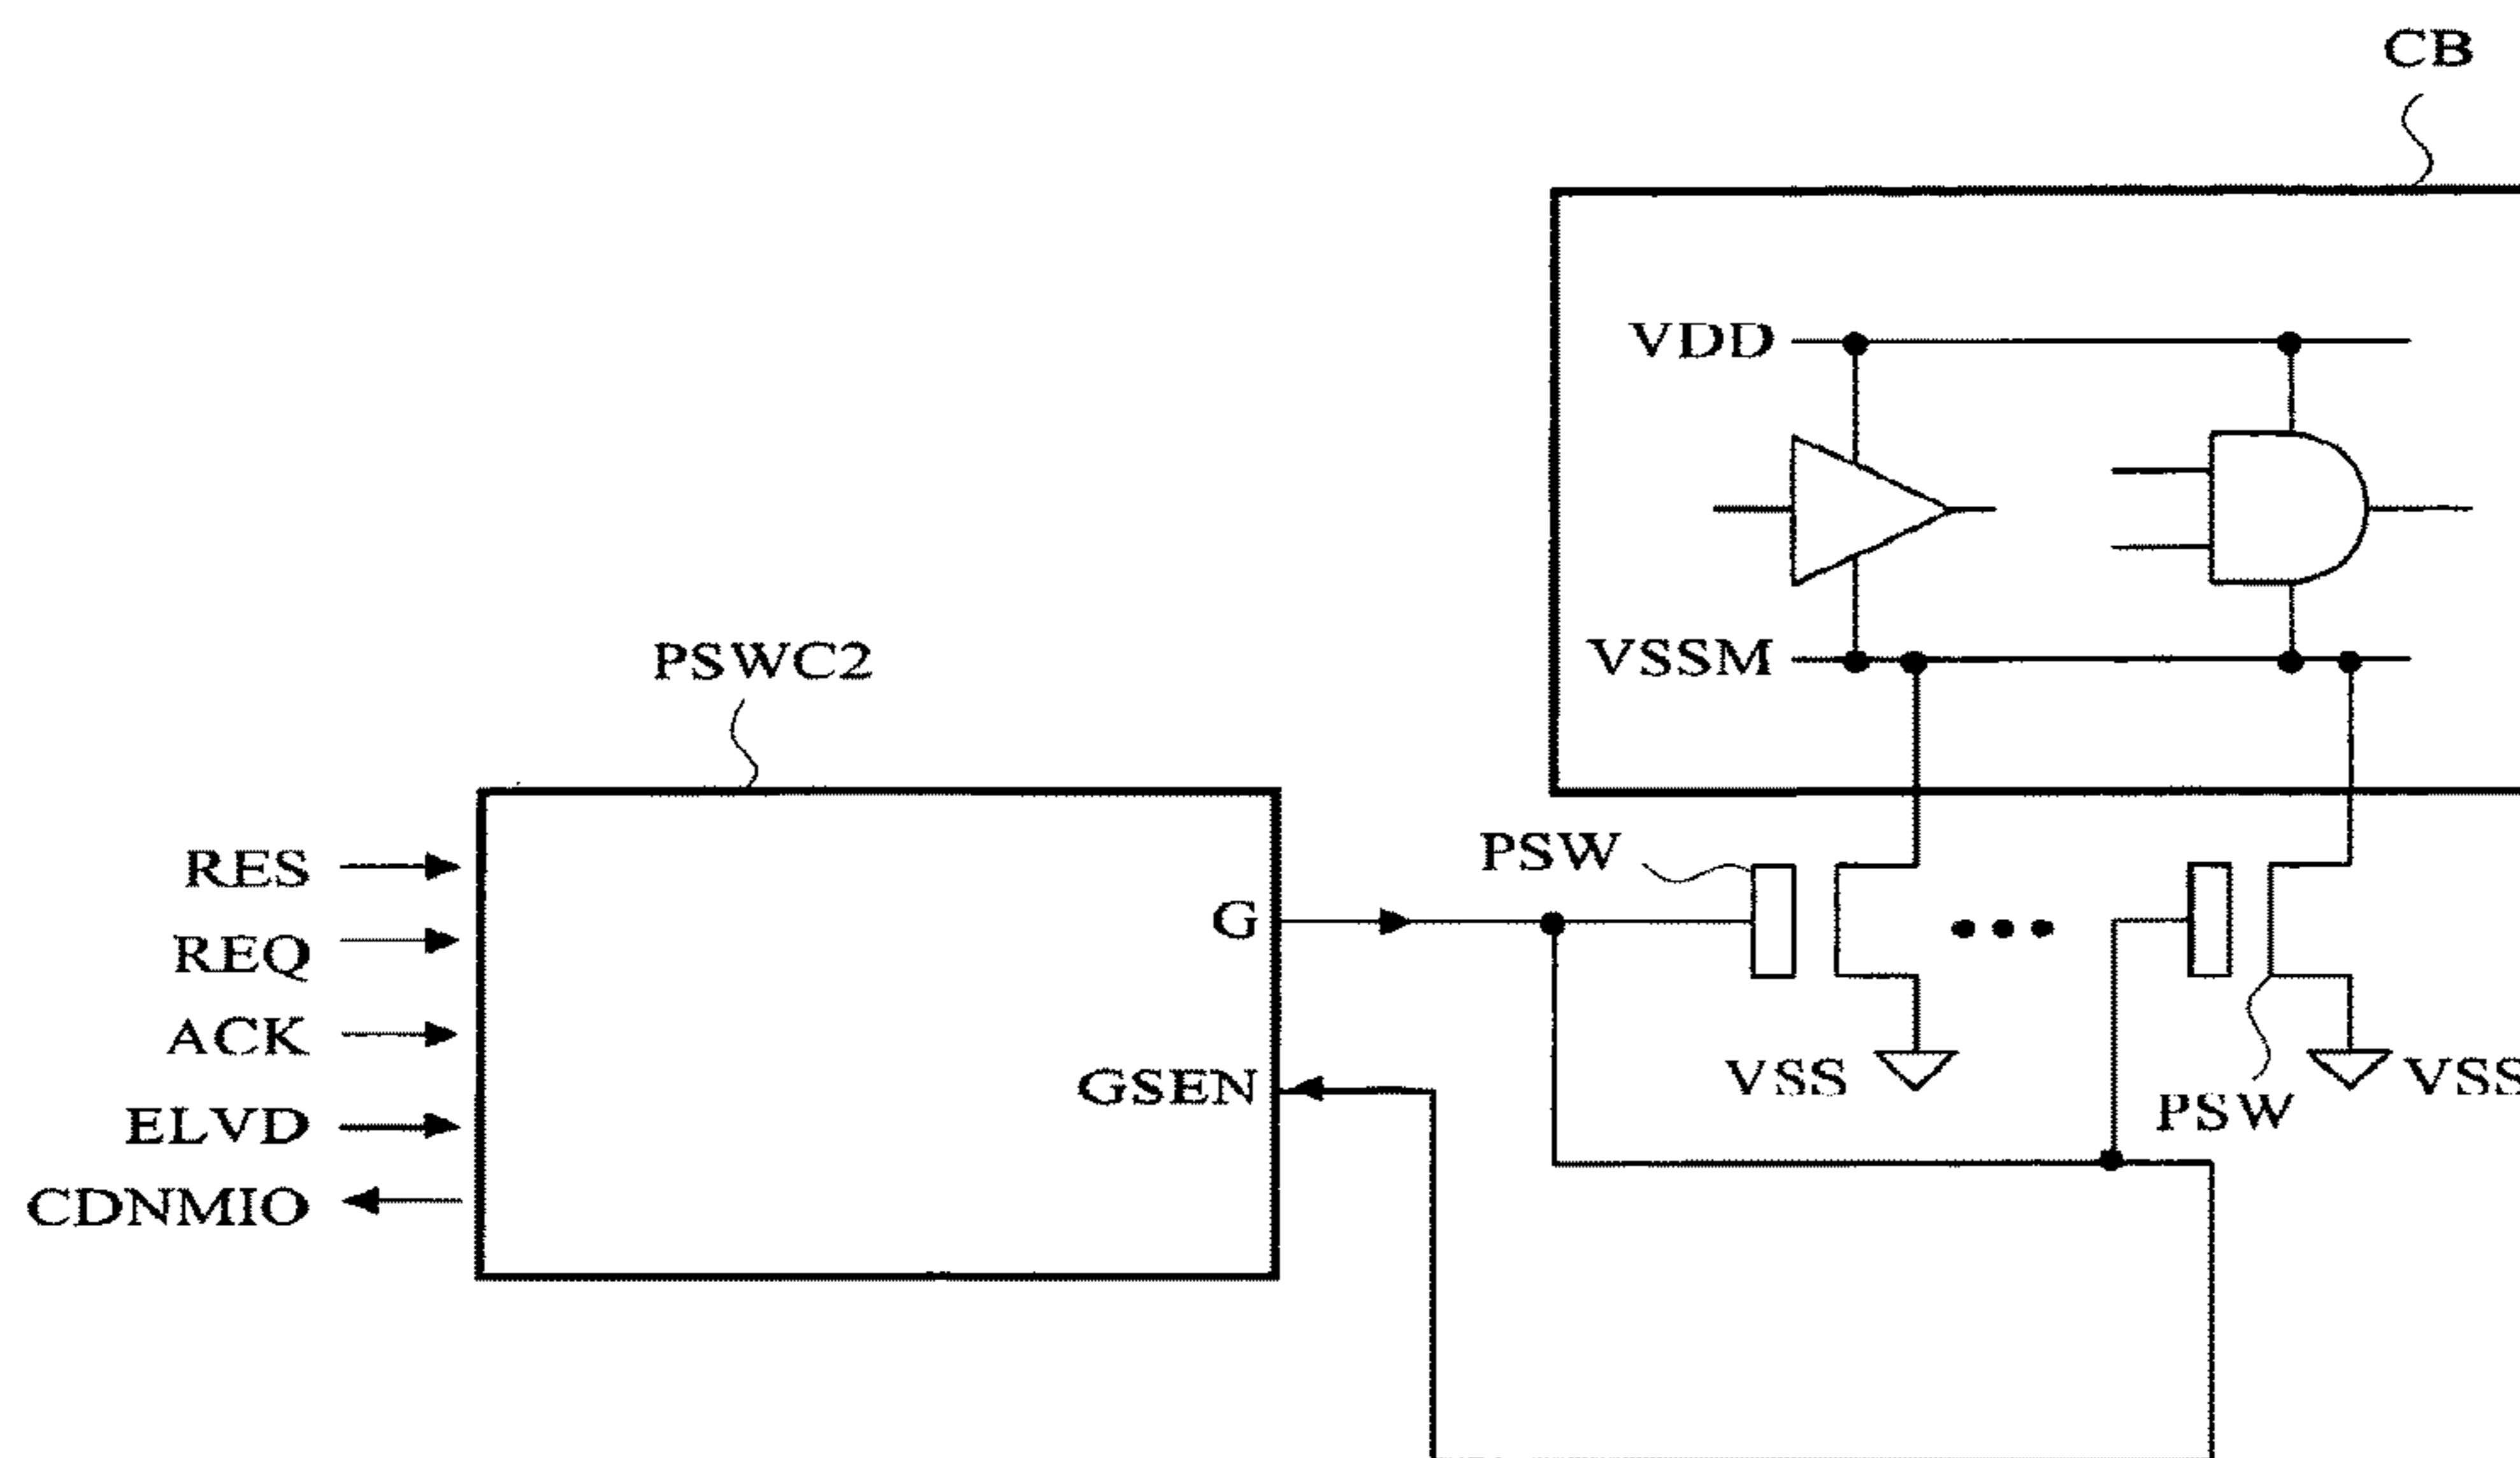 CB
VDD
VSSM
PSWC2
RES
REQ
ACK
ELVD
CDNMIO
G
GSEN
PSW
VSS
PSW
VSS